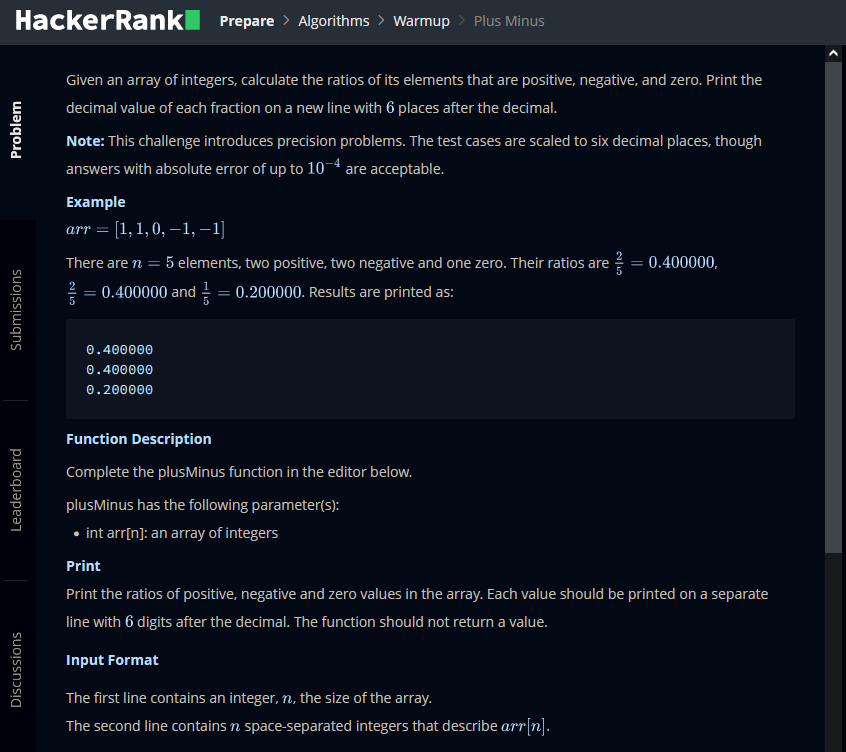 HackerRank Prepare > Algorithms > Warmup > Plus Minus
Problem
Submissions
Leaderboard
Discussions
Given an array of integers, calculate the ratios of its elements that are positive, negative, and zero. Print the
decimal value of each fraction on a new line with 6 places after the decimal.
Note: This challenge introduces precision problems. The test cases are scaled to six decimal places, though
answers with absolute error of up to 10⁻⁴ are acceptable.
Example
arr = [1, 1, 0, −1, −1]
There are n = 5 elements, two positive, two negative and one zero. Their ratios are 2/5 = 0.400000,
2/5 = 0.400000 and 1/5 = 0.200000. Results are printed as:
0.400000
0.400000
0.200000
Function Description
Complete the plusMinus function in the editor below.
plusMinus has the following parameter(s):
• int arr[n]: an array of integers
Print
Print the ratios of positive, negative and zero values in the array. Each value should be printed on a separate
line with 6 digits after the decimal. The function should not return a value.
Input Format
The first line contains an integer, n, the size of the array.
The second line contains n space-separated integers that describe arr[n].